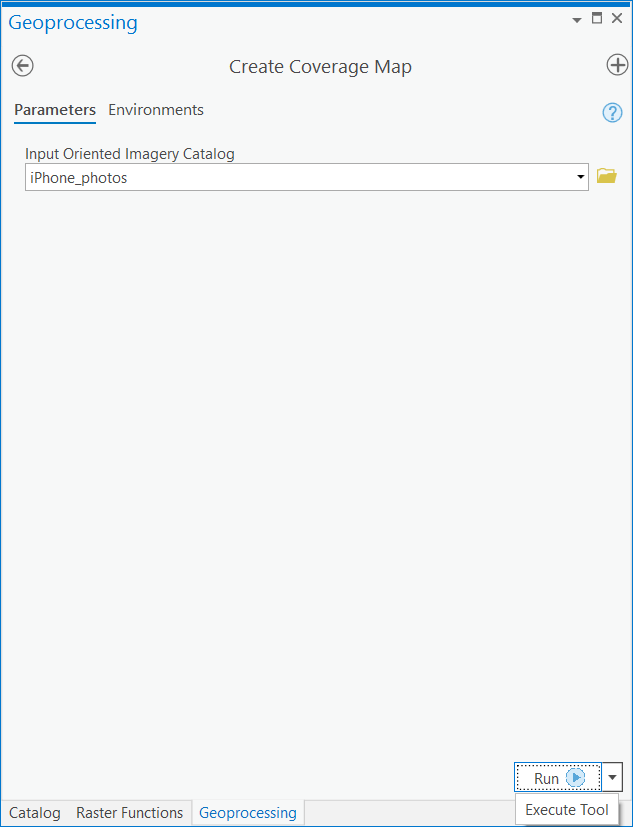 Geoprocessing
Create Coverage Map
Parameters Environments
?
Input Oriented Imagery Catalog
iPhone_photos
Run
Execute Tool
Catalog Raster Functions Geoprocessing